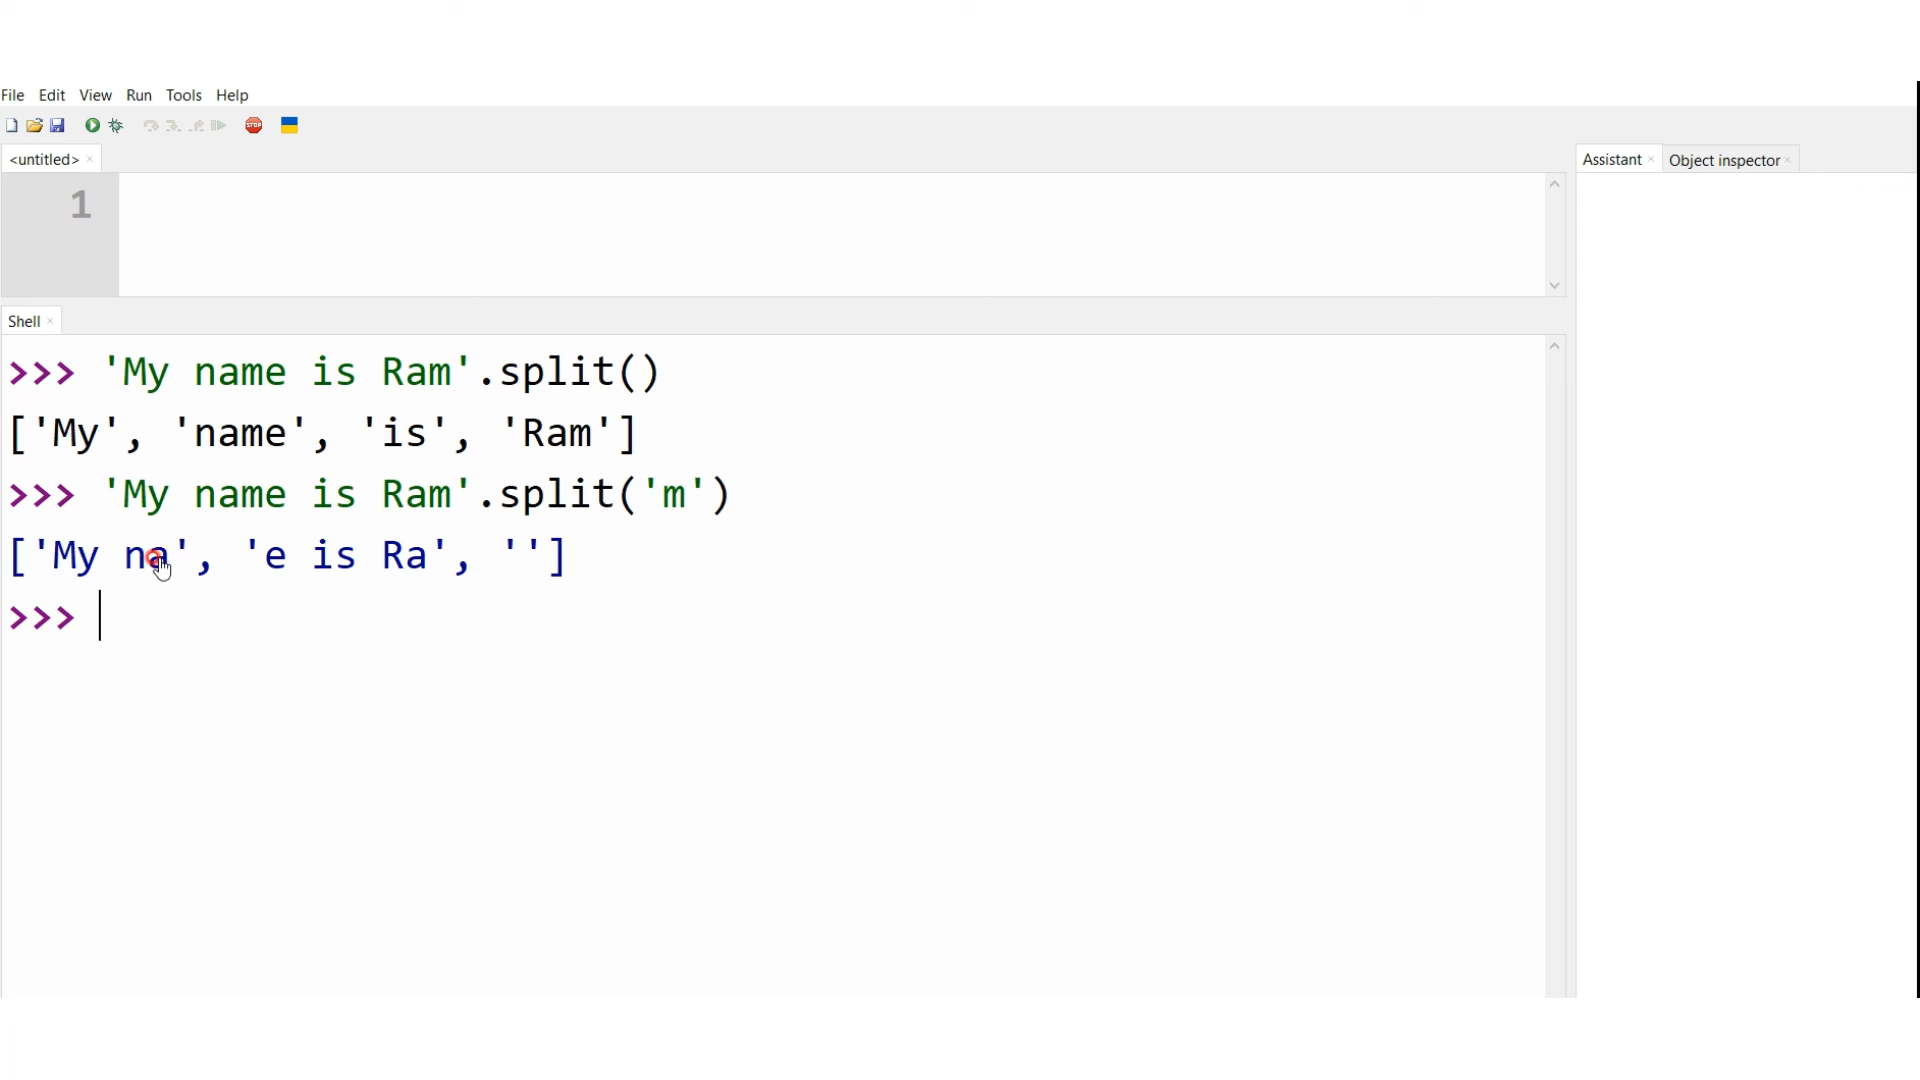 File Edit View Run Tools Help
STOP
<untitled> ×
Assistant × Object inspector ×
1
Shell ×
>>> 'My name is Ram'.split()
['My', 'name', 'is', 'Ram']
>>> 'My name is Ram'.split('m')
['My na', 'e is Ra', '']
>>>